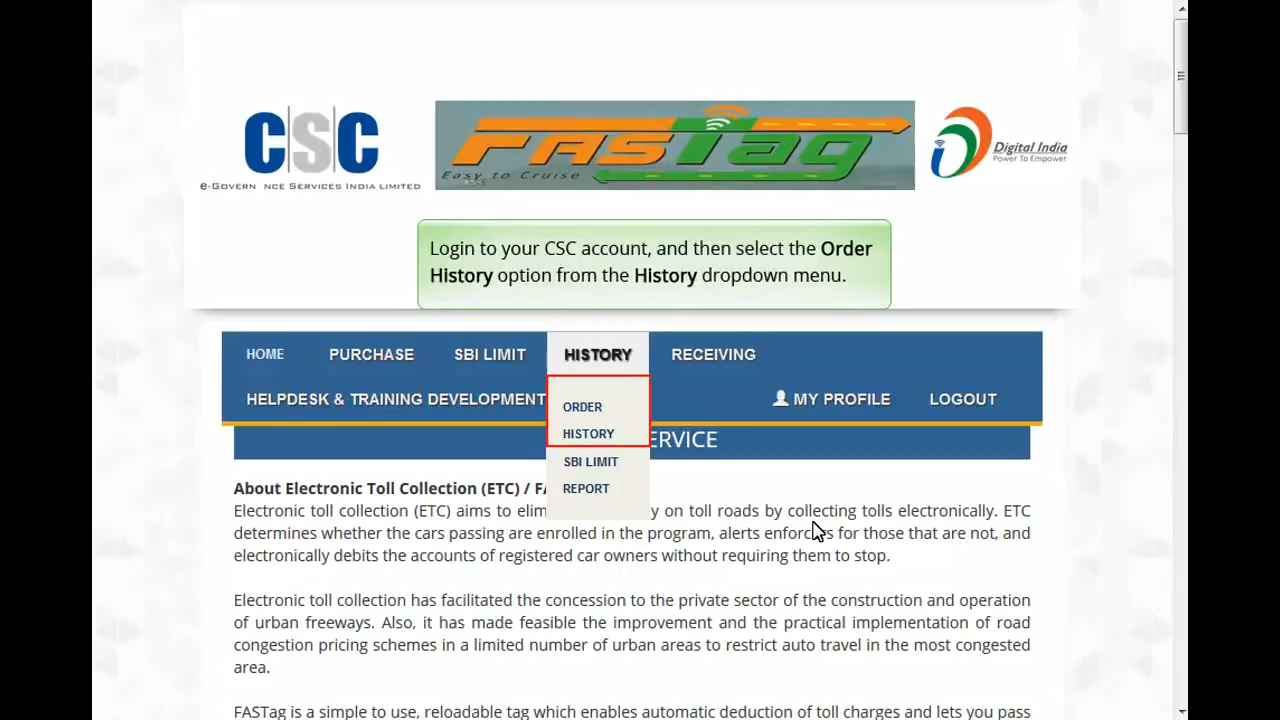 CSC
e-Govern nce Services India Limited
FASTag
Easy to Cruise
Digital India
Power To Empower
Login to your CSC account, and then select the Order
History option from the History dropdown menu.
HOME PURCHASE SBI LIMIT HISTORY RECEIVING
HELPDESK & TRAINING DEVELOPMENT MY PROFILE LOGOUT
ORDER
HISTORY
SBI LIMIT
REPORT
ERVICE
About Electronic Toll Collection (ETC) / FA
Electronic toll collection (ETC) aims to elim y on toll roads by collecting tolls electronically. ETC
determines whether the cars passing are enrolled in the program, alerts enforces for those that are not, and
electronically debits the accounts of registered car owners without requiring them to stop.
Electronic toll collection has facilitated the concession to the private sector of the construction and operation
of urban freeways. Also, it has made feasible the improvement and the practical implementation of road
congestion pricing schemes in a limited number of urban areas to restrict auto travel in the most congested
area.
FASTag is a simple to use, reloadable tag which enables automatic deduction of toll charges and lets you pass